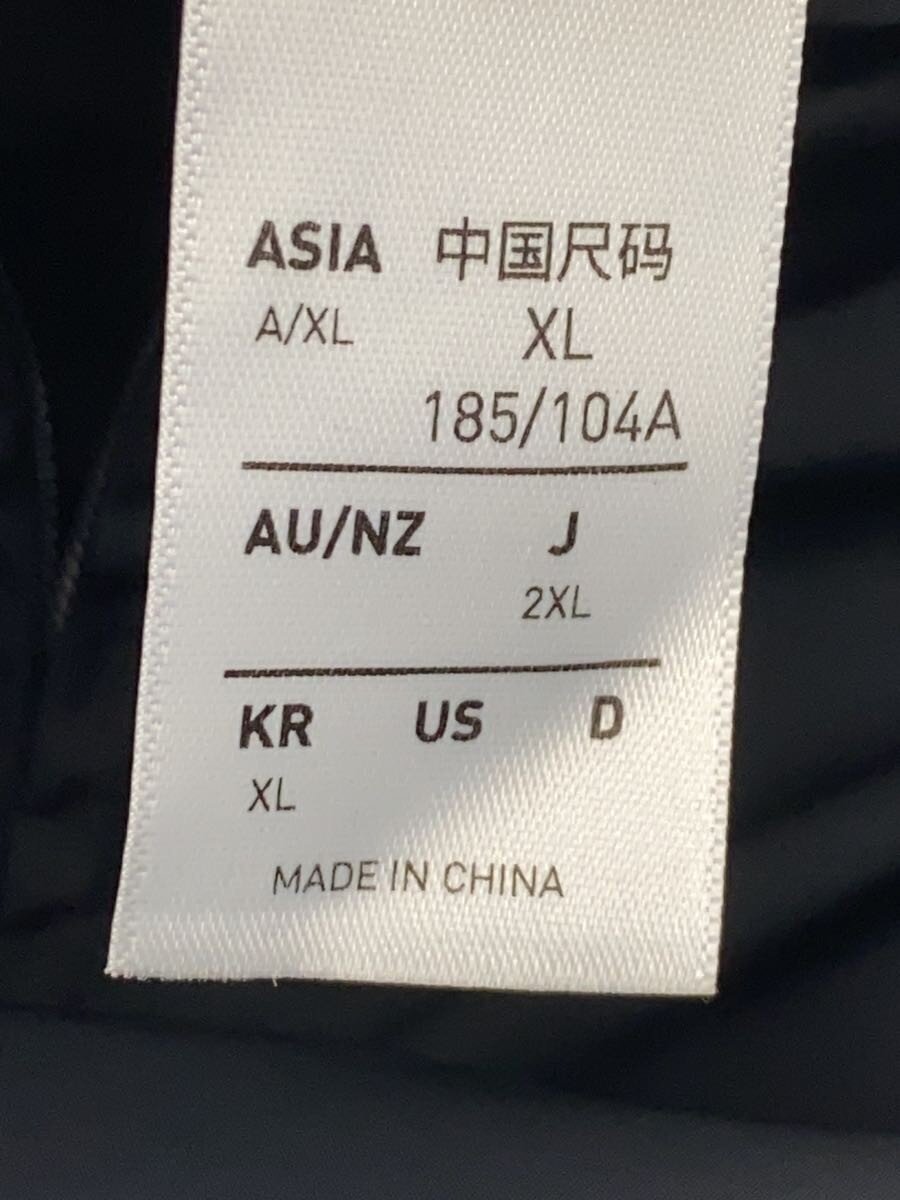 ASIA 中国尺码
A/XL XL
185/104A
AU/NZ J
2XL
KR US D
XL
MADE IN CHINA